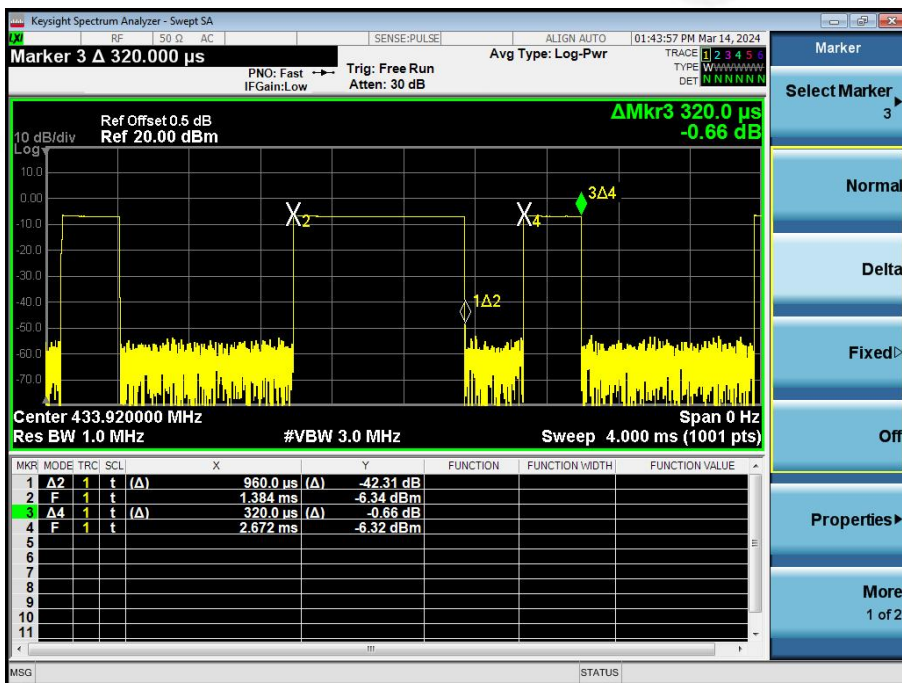 Keysight Spectrum Analyzer - Swept SA
LXI RF 50 Ω AC SENSE:PULSE ALIGN AUTO 01:43:57 PM Mar 14, 2024
Marker 3 Δ 320.000 µs
PNO: Fast
IFGain:Low
Trig: Free Run
Atten: 30 dB
Avg Type: Log-Pwr
TRACE 1 2 3 4 5 6
TYPE WWWWWW
DET N N N N N N
ΔMkr3 320.0 µs
-0.66 dB
Ref Offset 0.5 dB
10 dB/div Ref 20.00 dBm
Log
10.0
0.00
-10.0
-20.0
-30.0
-40.0
-50.0
-60.0
-70.0
X2
X4
3Δ4
1Δ2
Center 433.920000 MHz Span 0 Hz
Res BW 1.0 MHz #VBW 3.0 MHz Sweep 4.000 ms (1001 pts)
MKR MODE TRC SCL X Y FUNCTION FUNCTION WIDTH FUNCTION VALUE
1 Δ2 1 t (Δ) 960.0 µs (Δ) -42.31 dB
2 F 1 t 1.384 ms -6.34 dBm
3 Δ4 1 t (Δ) 320.0 µs (Δ) -0.66 dB
4 F 1 t 2.672 ms -6.32 dBm
5
6
7
8
9
10
11
MSG STATUS
Marker
Select Marker
3
Normal
Delta
Fixed
Off
Properties
More
1 of 2